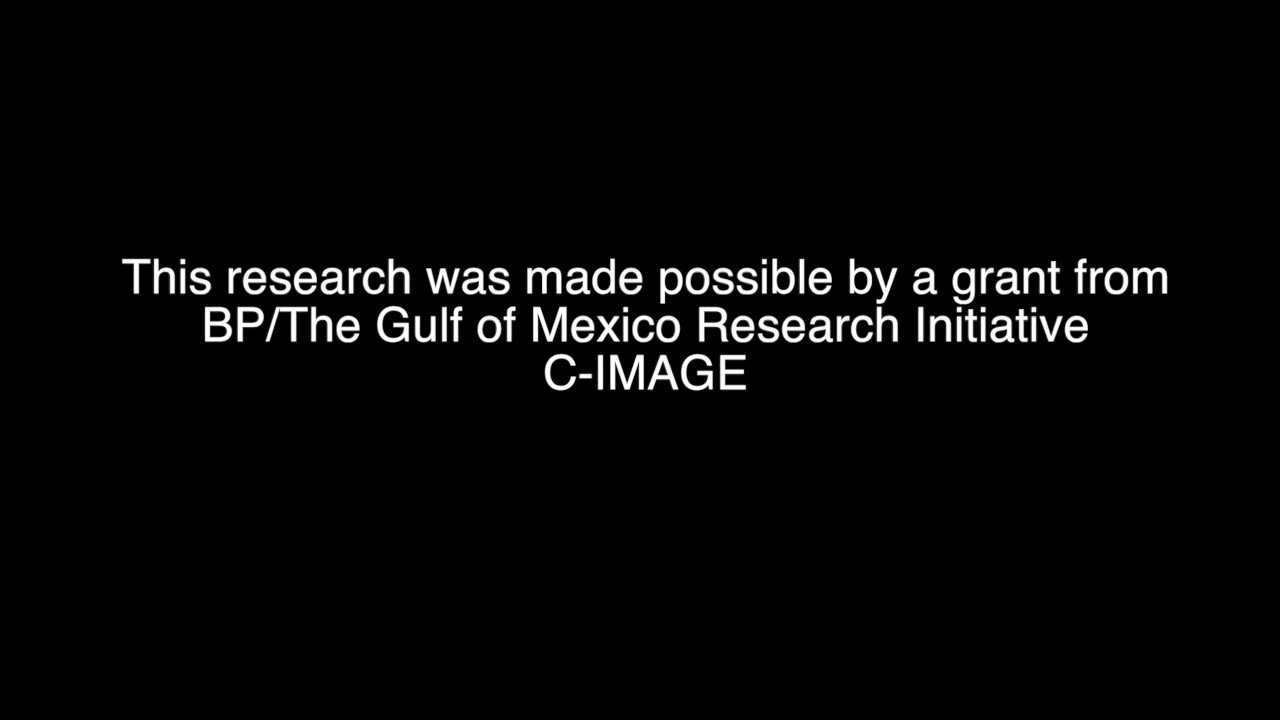 This research was made possible by a grant from
BP/The Gulf of Mexico Research Initiative
C-IMAGE